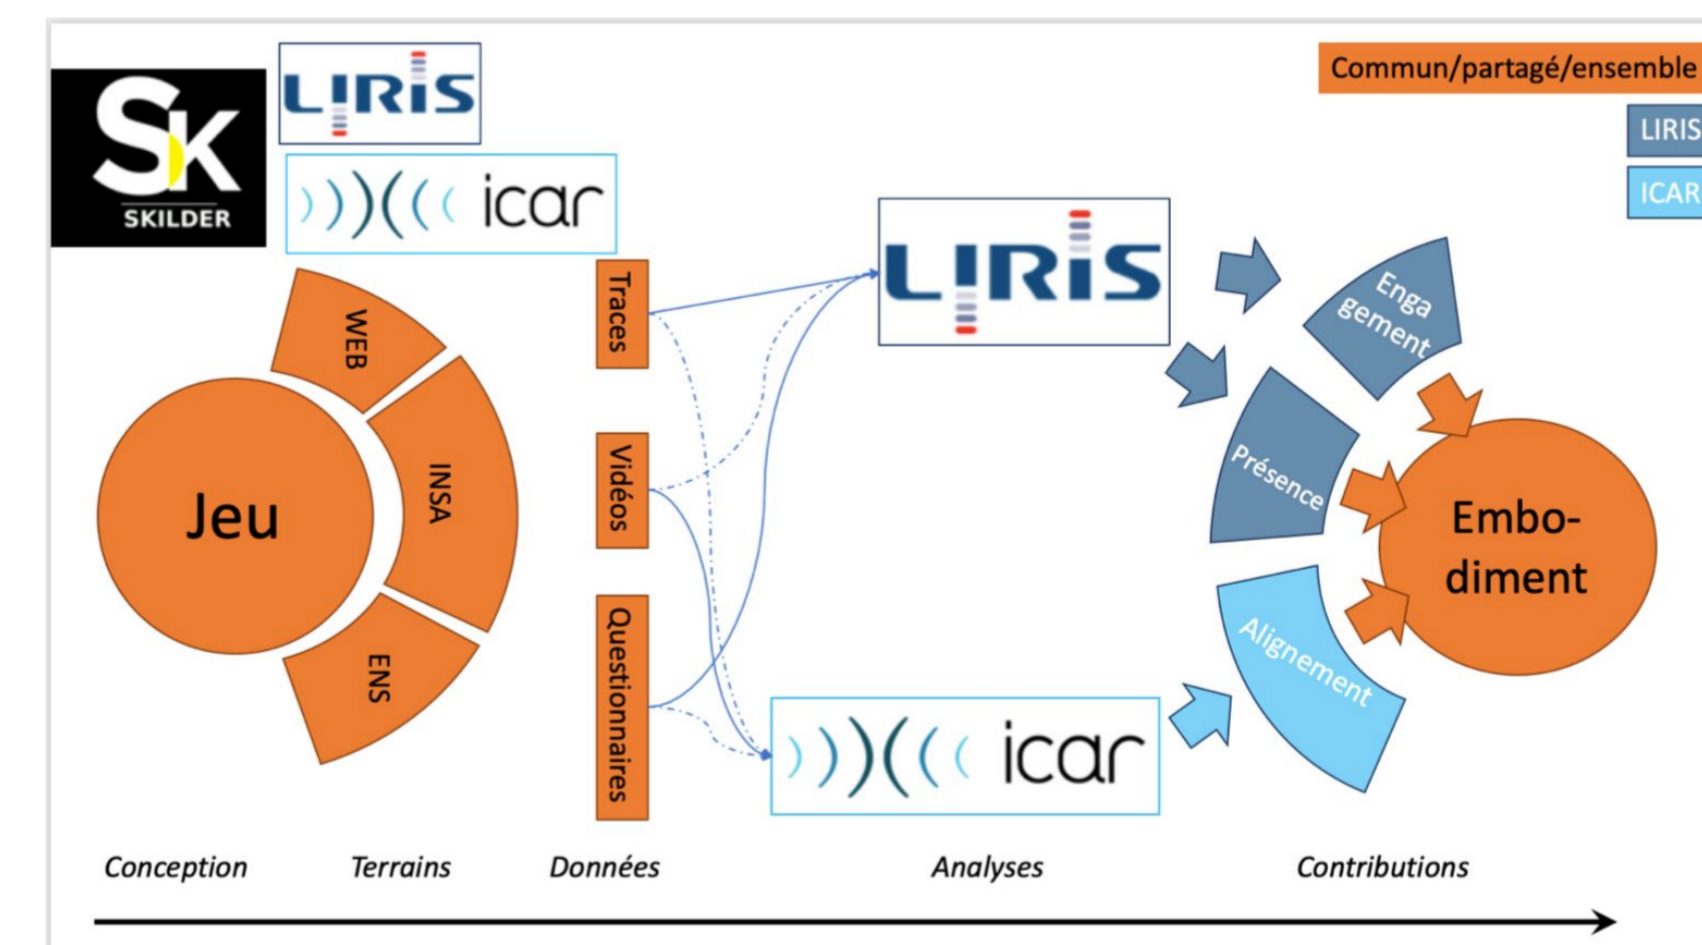 SK
SKILDER
LIRIS
icar
Commun/partagé/ensemble
LIRIS
ICAR
WEB
INSA
ENS
Jeu
Traces
Vidéos
Questionnaires
LIRIS
icar
Enga
gement
Présence
Alignement
Embo-
diment
Conception
Terrains
Données
Analyses
Contributions